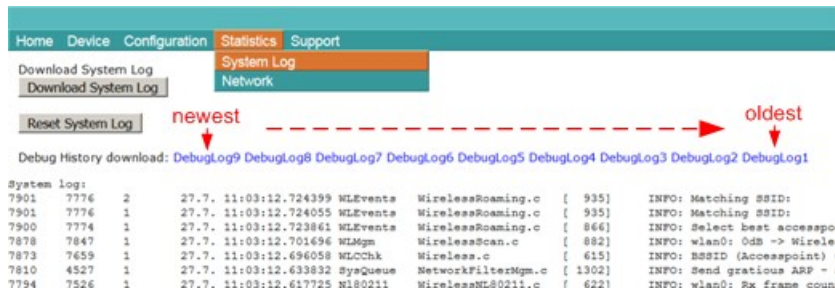 Home Device Configuration Statistics Support
System Log
Network
Download System Log
Download System Log
Reset System Log
newest
oldest
Debug History download: DebugLog9 DebugLog8 DebugLog7 DebugLog6 DebugLog5 DebugLog4 DebugLog3 DebugLog2 DebugLog1
System log:
7901 7776 2 27.7. 11:03:12.724399 WLEvents WirelessRoaming.c [ 935] INFO: Matching SSID:
7901 7776 1 27.7. 11:03:12.724055 WLEvents WirelessRoaming.c [ 935] INFO: Matching SSID:
7900 7774 1 27.7. 11:03:12.723861 WLEvents WirelessRoaming.c [ 866] INFO: Select best accesspo
7878 7847 1 27.7. 11:03:12.701696 WLMgm WirelessScan.c [ 882] INFO: wlan0: 0dB -> Wirele
7873 7659 1 27.7. 11:03:12.696058 WLCChk Wireless.c [ 615] INFO: BSSID (Accesspoint)
7810 4527 1 27.7. 11:03:12.633832 SysQueue NetworkFilterMgm.c [ 1302] INFO: Send gratious ARP -
7794 7526 1 27.7. 11:03:12.617725 Nl80211 WirelessNL80211.c [ 622] INFO: wlan0: Rx frame coun